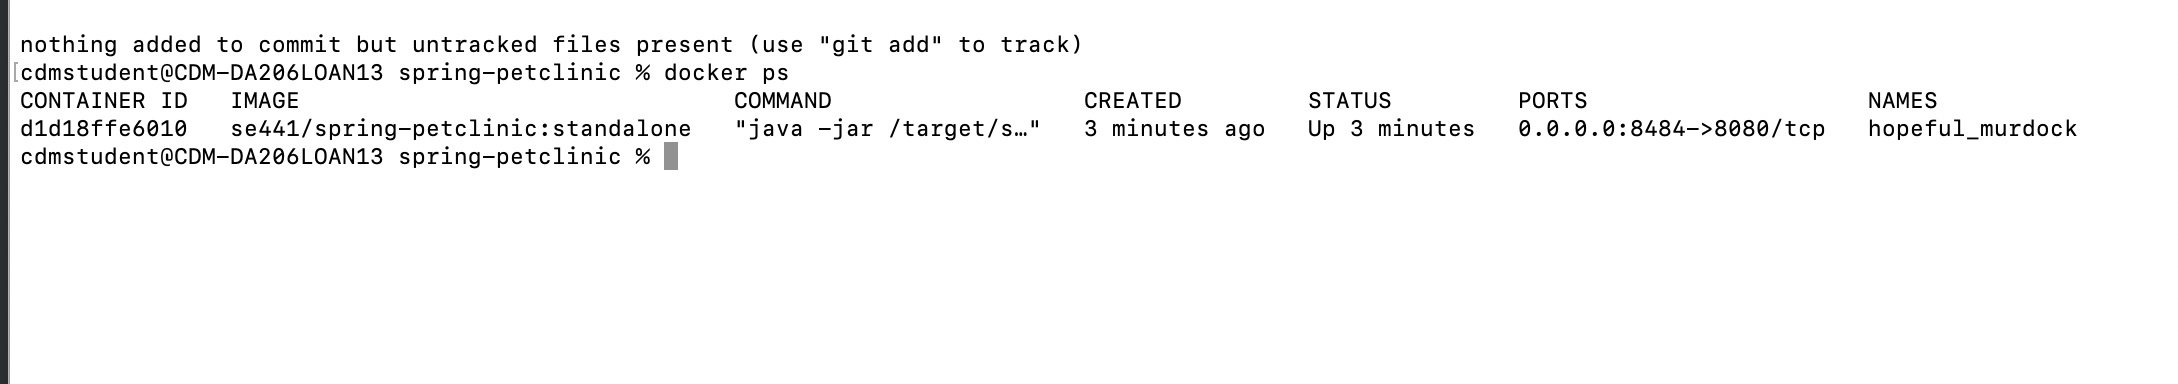 nothing added to commit but untracked files present (use "git add" to track)
[cdmstudent@CDM-DA206LOAN13 spring-petclinic % docker ps
CONTAINER ID   IMAGE                               COMMAND                  CREATED         STATUS         PORTS                    NAMES
d1d18ffe6010   se441/spring-petclinic:standalone   "java -jar /target/s…"   3 minutes ago   Up 3 minutes   0.0.0.0:8484->8080/tcp   hopeful_murdock
cdmstudent@CDM-DA206LOAN13 spring-petclinic %